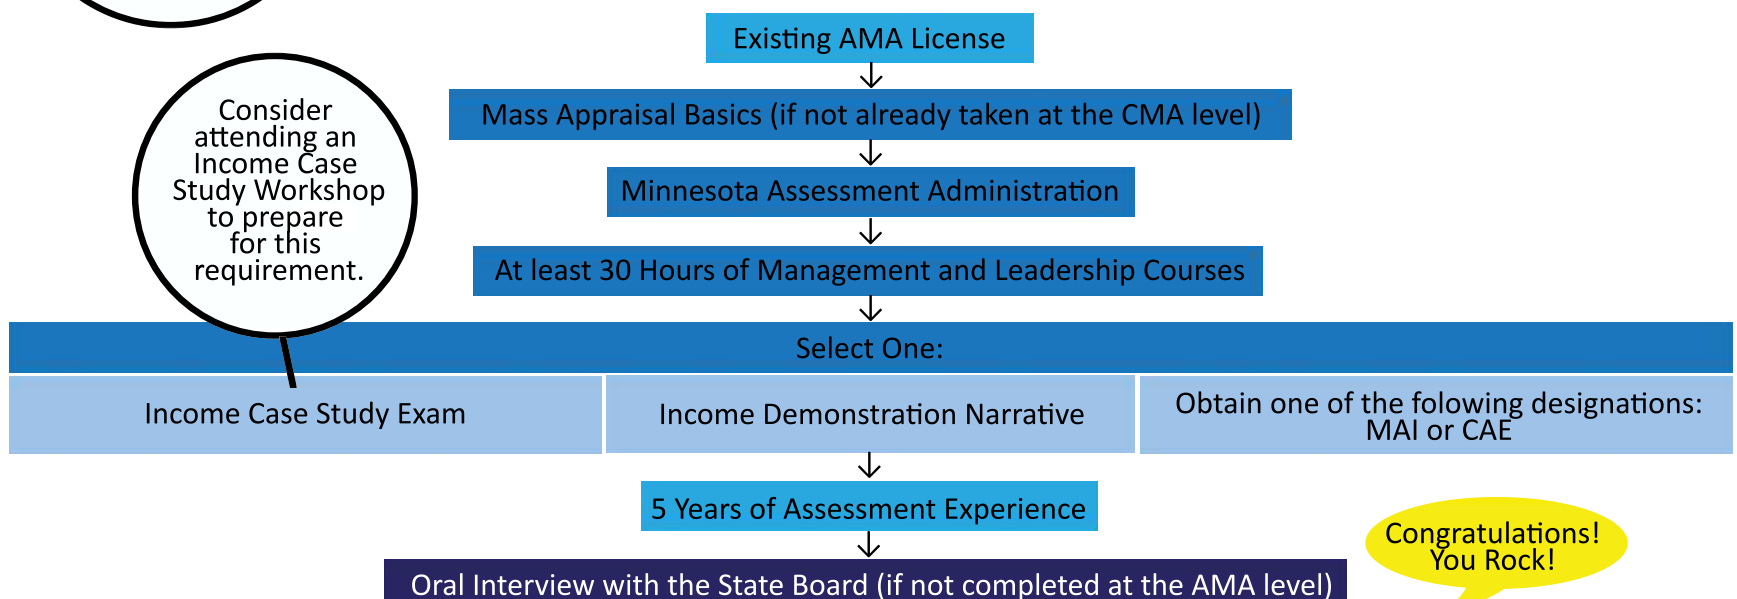 Existing AMA License
Mass Appraisal Basics (if not already taken at the CMA level)
Consider
attending an
Income Case
Study Workshop
to prepare
for this
requirement.
Minnesota Assessment Administration
At least 30 Hours of Management and Leadership Courses
Select One:
Income Case Study Exam
Income Demonstration Narrative
Obtain one of the folowing designations:
MAI or CAE
5 Years of Assessment Experience
Congratulations!
You Rock!
Oral Interview with the State Board (if not completed at the AMA level)